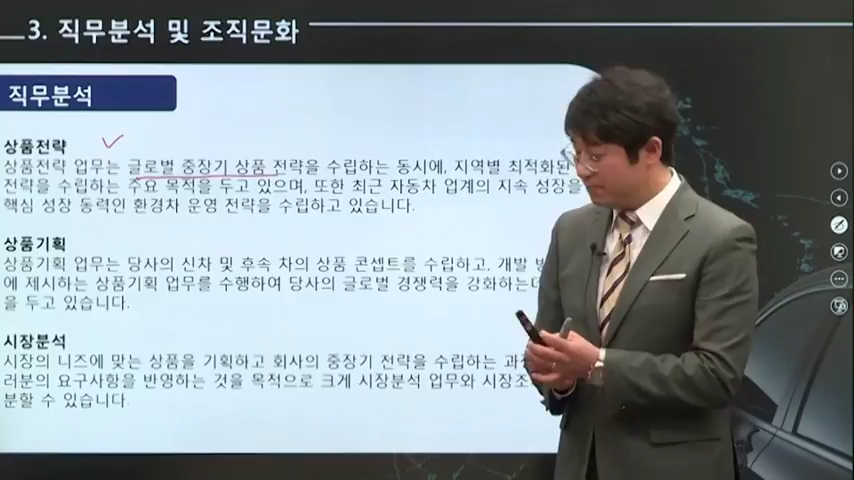 3. 직무분석 및 조직문화
직무분석
상품전략
상품전략 업무는 글로벌 중장기 상품 전략을 수립하는 동시에, 지역별 최적화된
전략을 수립하는 주요 목적을 두고 있으며, 또한 최근 자동차 업계의 지속 성장을
핵심 성장 동력인 환경차 운영 전략을 수립하고 있습니다.
상품기획
상품기획 업무는 당사의 신차 및 후속 차의 상품 콘셉트를 수립하고, 개발
에 제시하는 상품기획 업무를 수행하여 당사의 글로벌 경쟁력을 강화하는데
을 두고 있습니다.
시장분석
시장의 니즈에 맞는 상품을 기획하고 회사의 중장기 전략을 수립하는
러분의 요구사항을 반영하는 것을 목적으로 크게 시장분석 업무와
분할 수 있습니다.